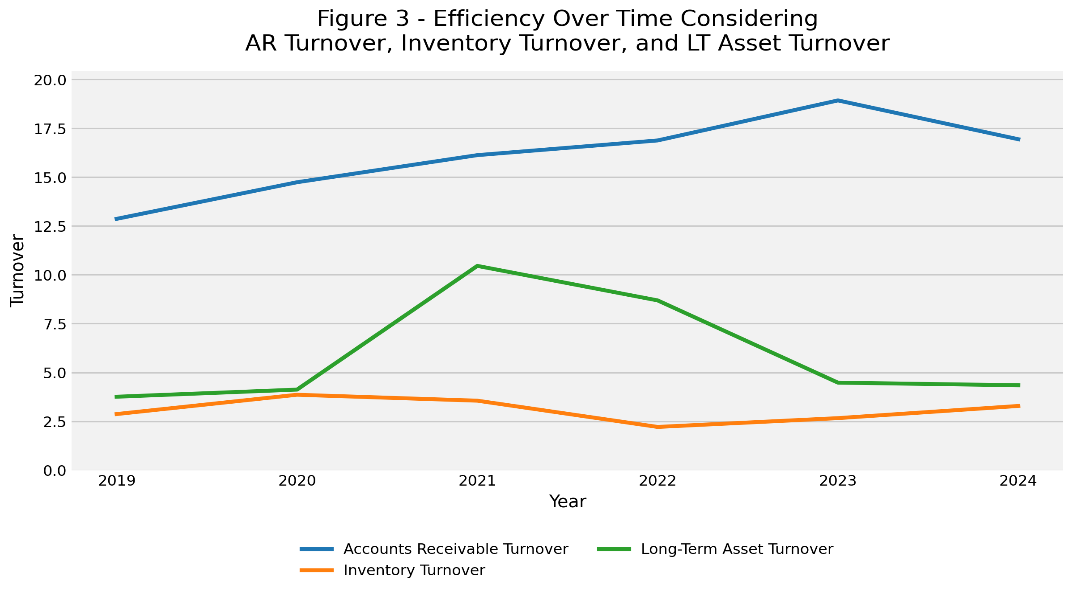 Figure 3 - Efficiency Over Time Considering
AR Turnover, Inventory Turnover, and LT Asset Turnover
Turnover
20.0
17.5
15.0
12.5
10.0
7.5
5.0
2.5
0.0
2019 2020 2021 2022 2023 2024
Year
Accounts Receivable Turnover
Inventory Turnover
Long-Term Asset Turnover